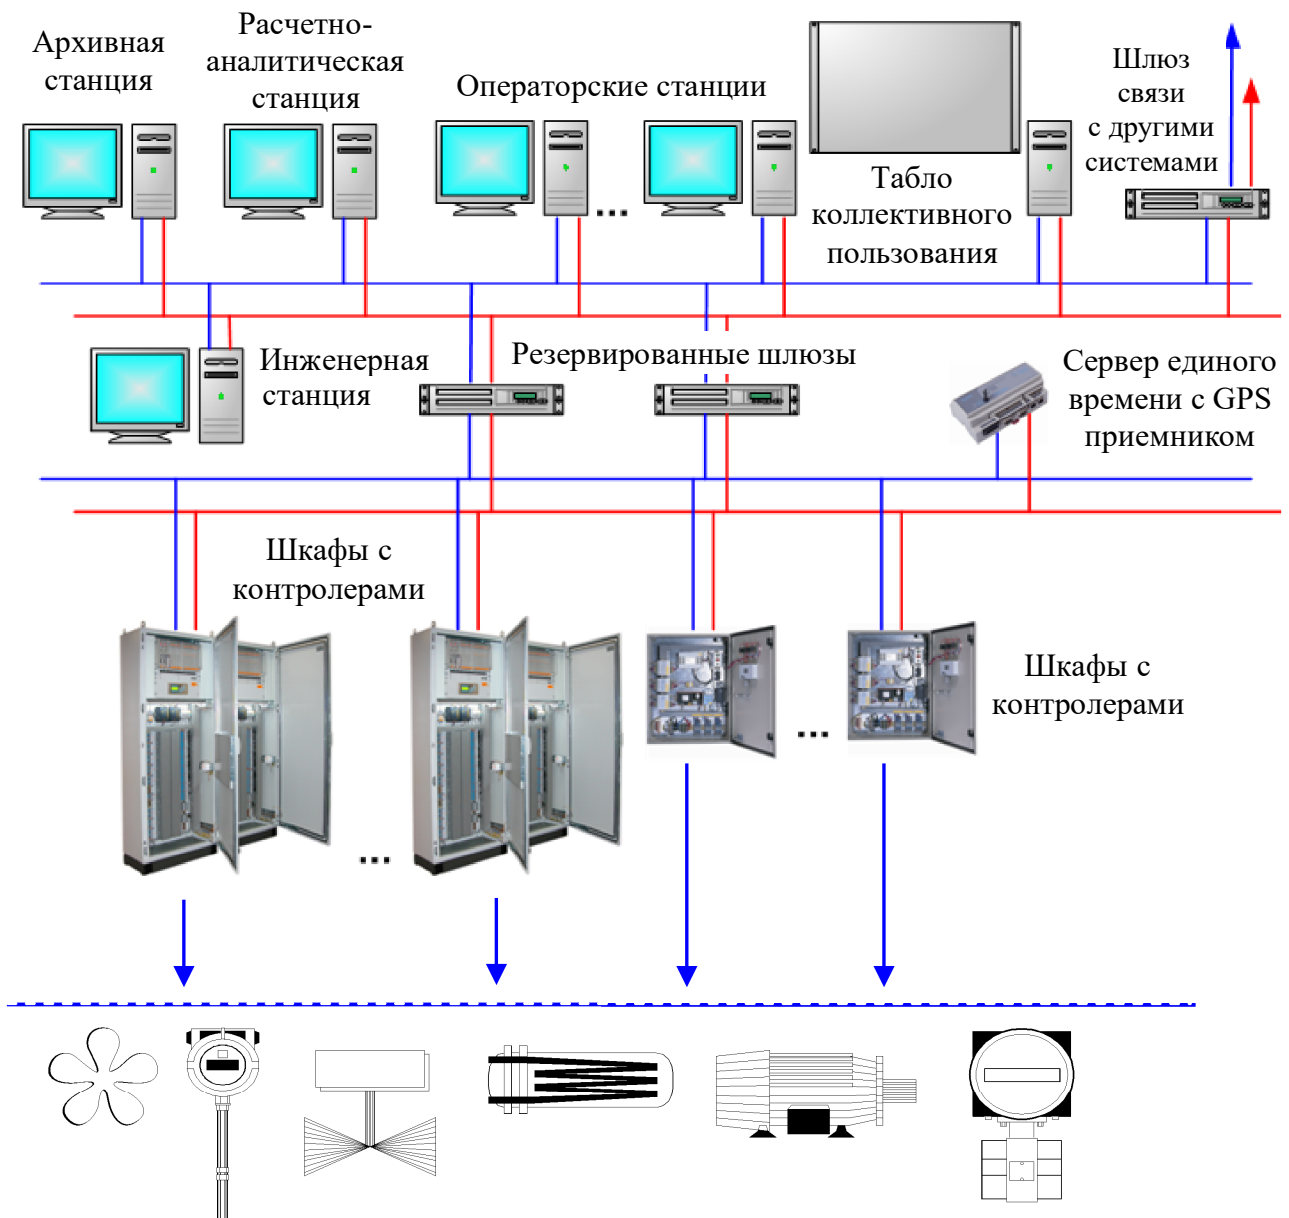 Архивная
станция
Расчетно-
аналитическая
станция
Операторские станции
Табло
коллективного
пользования
Шлюз
связи
с другими
системами
Инженерная
станция
Резервированные шлюзы
Сервер единого
времени с GPS
приемником
Шкафы с
контролерами
Шкафы с
контролерами